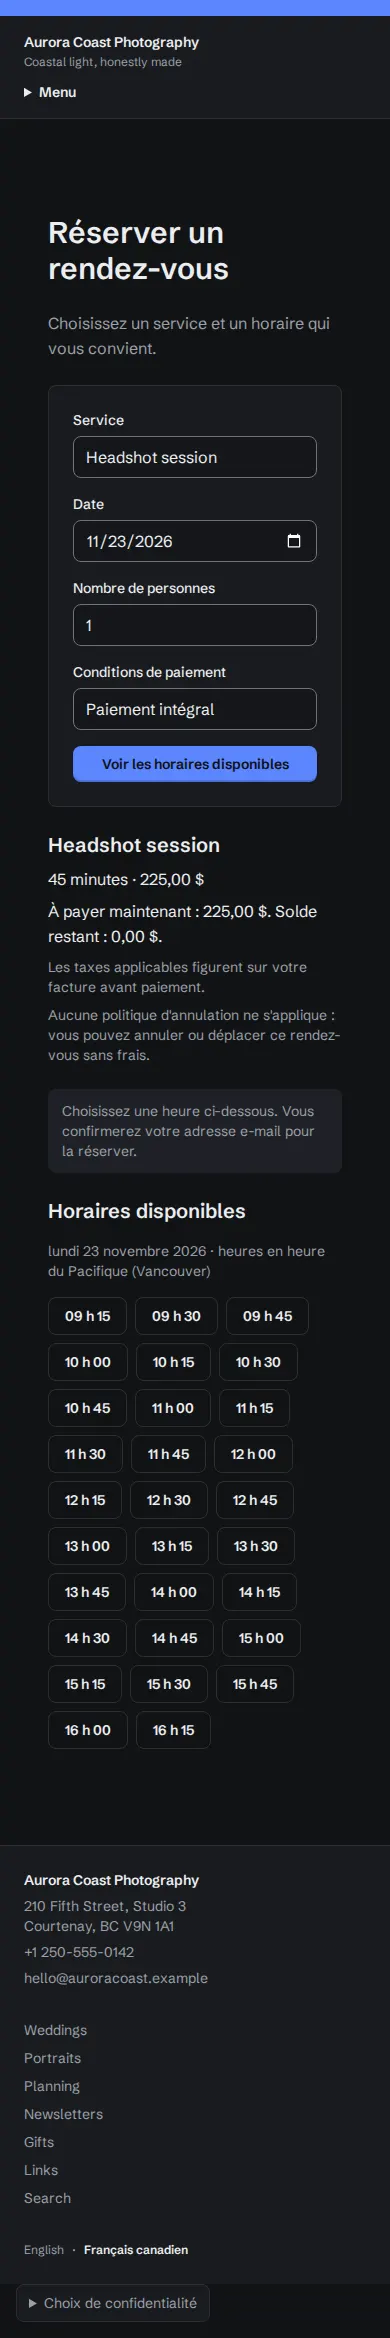 Aurora Coast Photography
Coastal light, honestly made
Menu
Réserver un
rendez-vous
Choisissez un service et un horaire qui
vous convient.
Service
Headshot session
Date
11/23/2026
Nombre de personnes
1
Conditions de paiement
Paiement intégral
Voir les horaires disponibles
Headshot session
45 minutes · 225,00 $
À payer maintenant : 225,00 $. Solde
restant : 0,00 $.
Les taxes applicables figurent sur votre
facture avant paiement.
Aucune politique d'annulation ne s'applique :
vous pouvez annuler ou déplacer ce rendez-
vous sans frais.
Choisissez une heure ci-dessous. Vous
confirmerez votre adresse e-mail pour
la réserver.
Horaires disponibles
lundi 23 novembre 2026 · heures en heure
du Pacifique (Vancouver)
09 h 15 09 h 30 09 h 45
10 h 00 10 h 15 10 h 30
10 h 45 11 h 00 11 h 15
11 h 30 11 h 45 12 h 00
12 h 15 12 h 30 12 h 45
13 h 00 13 h 15 13 h 30
13 h 45 14 h 00 14 h 15
14 h 30 14 h 45 15 h 00
15 h 15 15 h 30 15 h 45
16 h 00 16 h 15
Aurora Coast Photography
210 Fifth Street, Studio 3
Courtenay, BC V9N 1A1
+1 250-555-0142
hello@auroracoast.example
Weddings
Portraits
Planning
Newsletters
Gifts
Links
Search
English · Français canadien
Choix de confidentialité